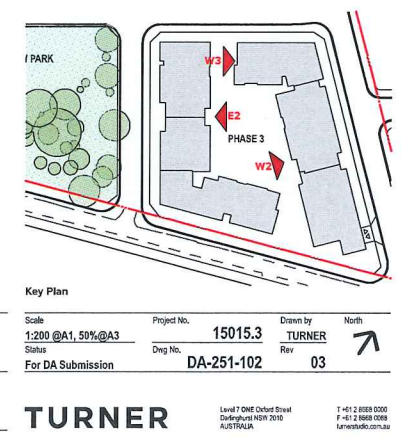 PARK
W3
E2
PHASE 3
W2
Key Plan
Scale
Project No.
Drawn by
North
1:200 @A1, 50%@A3
15015.3
TURNER
Status
Dwg No.
Rev
For DA Submission
DA-251-102
03
TURNER
Level 7 ONE Oxford Street
Darlinghurst NSW 2010
AUSTRALIA
T +61 2 8668 0000
F +61 2 8668 0088
turnerstudio.com.au